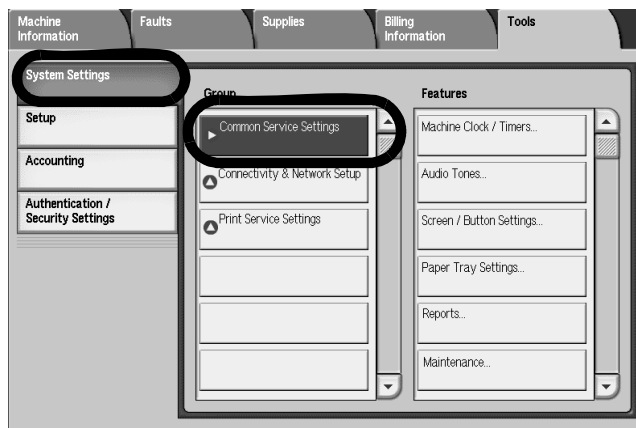 Machine
Information
Faults
Supplies
Billing
Information
Tools
System Settings
Setup
Accounting
Authentication /
Security Settings
Group
Common Service Settings
Connectivity & Network Setup
Print Service Settings
Features
Machine Clock / Timers...
Audio Tones...
Screen / Button Settings...
Paper Tray Settings...
Reports...
Maintenance...